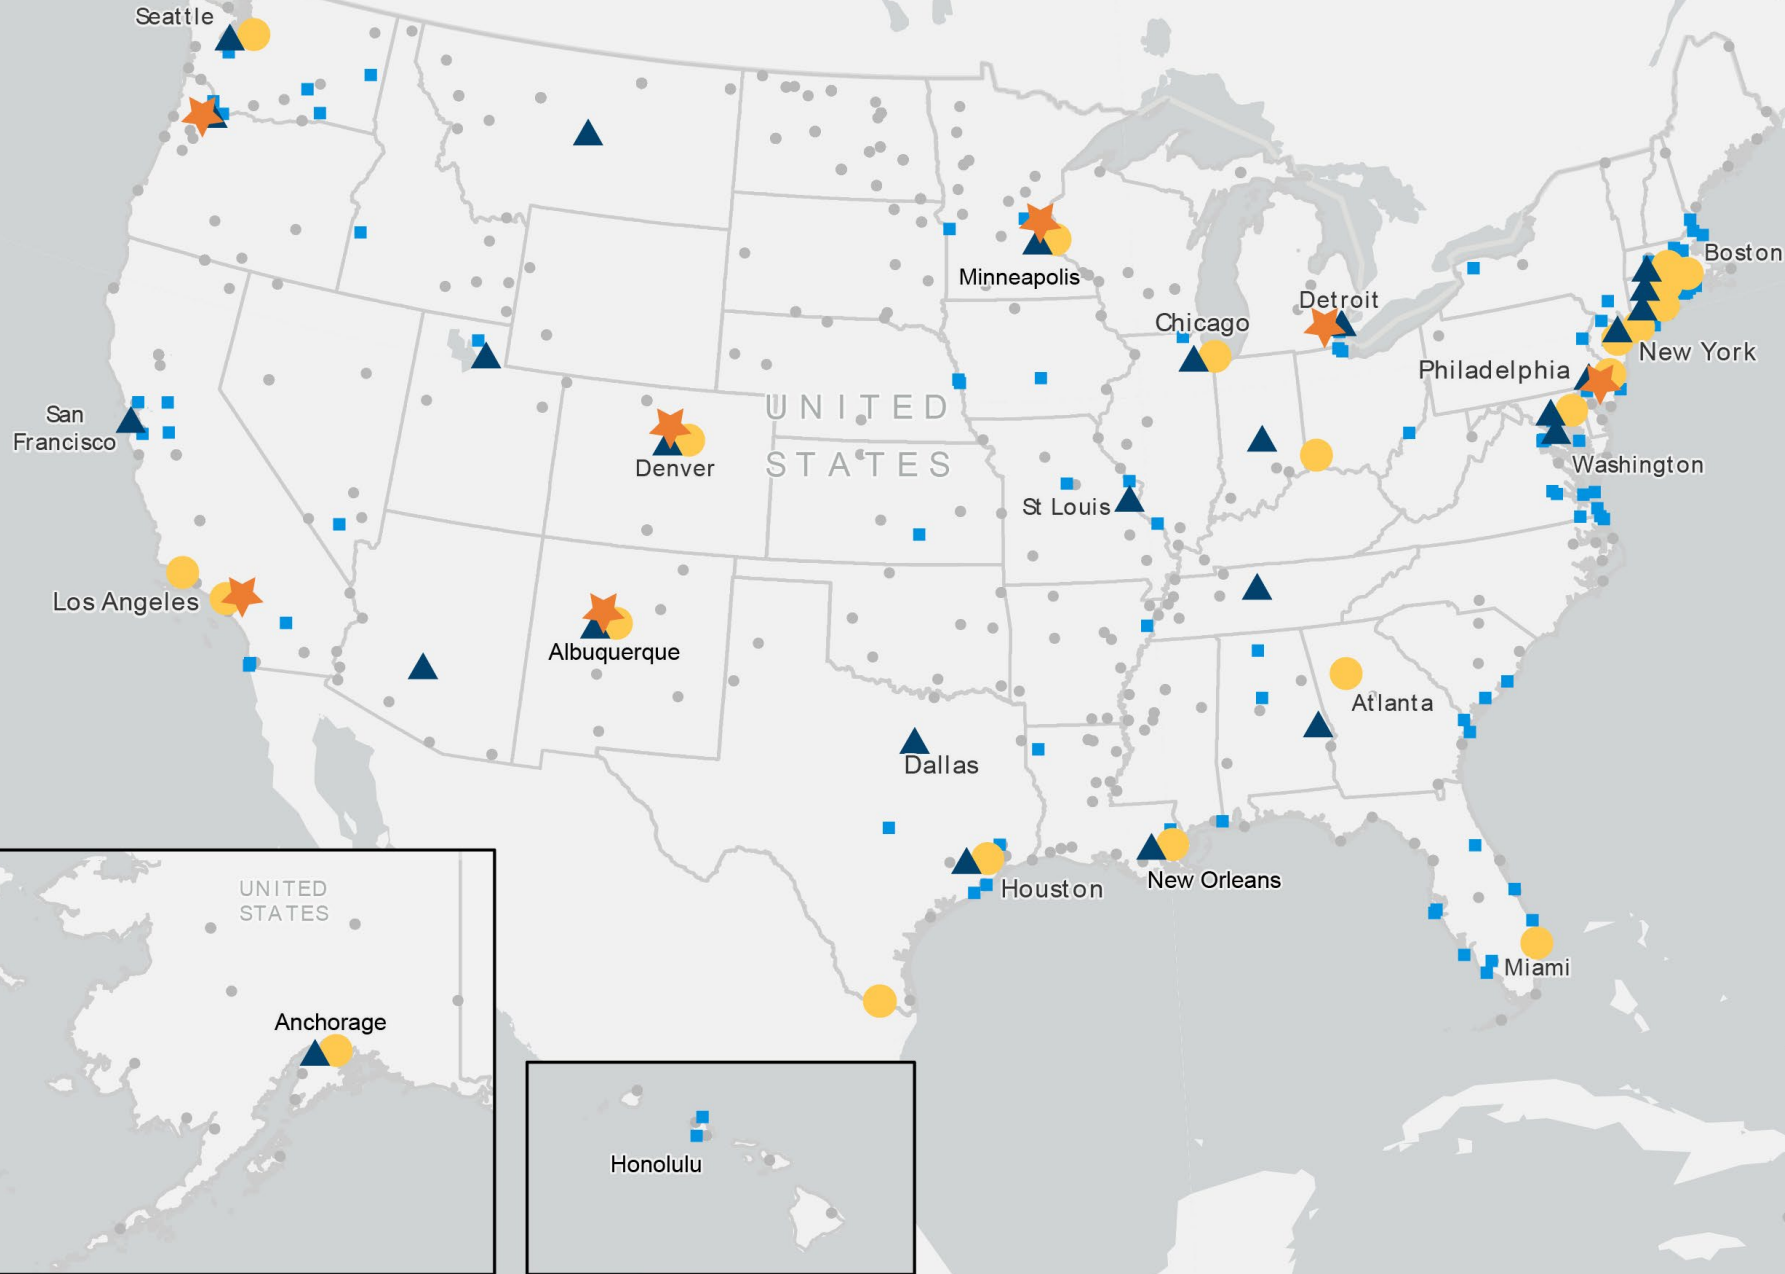 Seattle
Boston
Minneapolis
Detroit
Chicago
New York
Philadelphia
San
Francisco
UNITED
STATES
Denver
Washington
St Louis
Los Angeles
Albuquerque
Atlanta
Dallas
New Orleans
Houston
UNITED
STATES
Miami
Anchorage
Honolulu